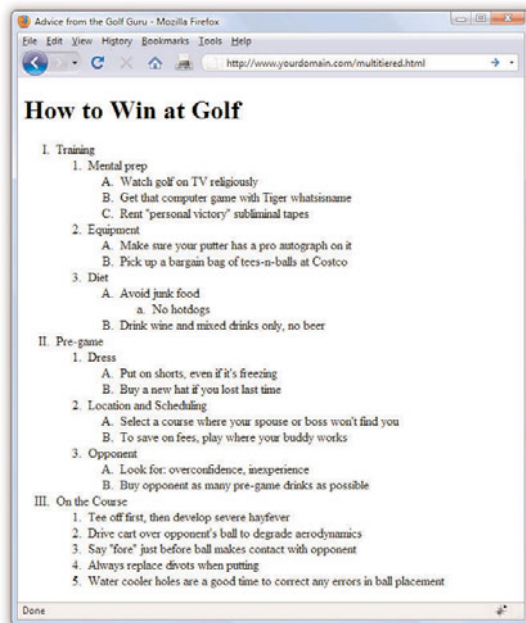 Advice from the Golf Guru - Mozilla Firefox
File Edit View History Bookmarks Tools Help
http://www.yourdomain.com/multitiered.html
How to Win at Golf
I. Training
1. Mental prep
A. Watch golf on TV religiously
B. Get that computer game with Tiger whatsisname
C. Rent "personal victory" subliminal tapes
2. Equipment
A. Make sure your putter has a pro autograph on it
B. Pick up a bargain bag of tees-n-balls at Costco
3. Diet
A. Avoid junk food
a. No hotdogs
B. Drink wine and mixed drinks only, no beer
II. Pre-game
1. Dress
A. Put on shorts, even if it's freezing
B. Buy a new hat if you lost last time
2. Location and Scheduling
A. Select a course where your spouse or boss won't find you
B. To save on fees, play where your buddy works
3. Opponent
A. Look for: overconfidence, inexperience
B. Buy opponent as many pre-game drinks as possible
III. On the Course
1. Tee off first, then develop severe hayfever
2. Drive cart over opponent's ball to degrade aerodynamics
3. Say "fore" just before ball makes contact with opponent
4. Always replace divots when putting
5. Water cooler holes are a good time to correct any errors in ball placement
Done